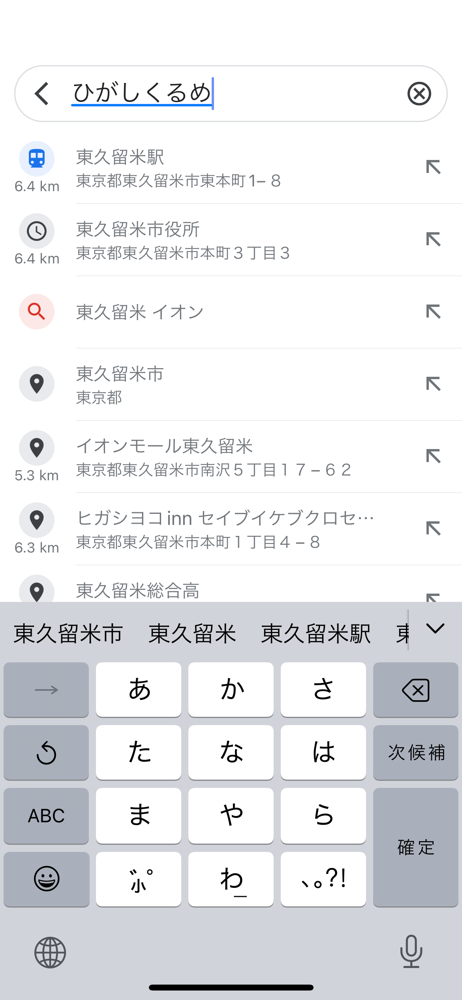 ひがしくるめ
東久留米駅
東京都東久留米市東本町1−８
6.4 km
東久留米市役所
東京都東久留米市本町３丁目３
6.4 km
東久留米 イオン
東久留米市
東京都
イオンモール東久留米
東京都東久留米市南沢５丁目１７−６２
5.3 km
ヒガシヨコinn セイブイケブクロセ…
東京都東久留米市本町１丁目４−８
6.3 km
東久留米総合高
東久留米市 東久留米 東久留米駅
→ あ か さ
た な は 次候補
ABC ま や ら
確定
゛゜小 わ_ 、。?!